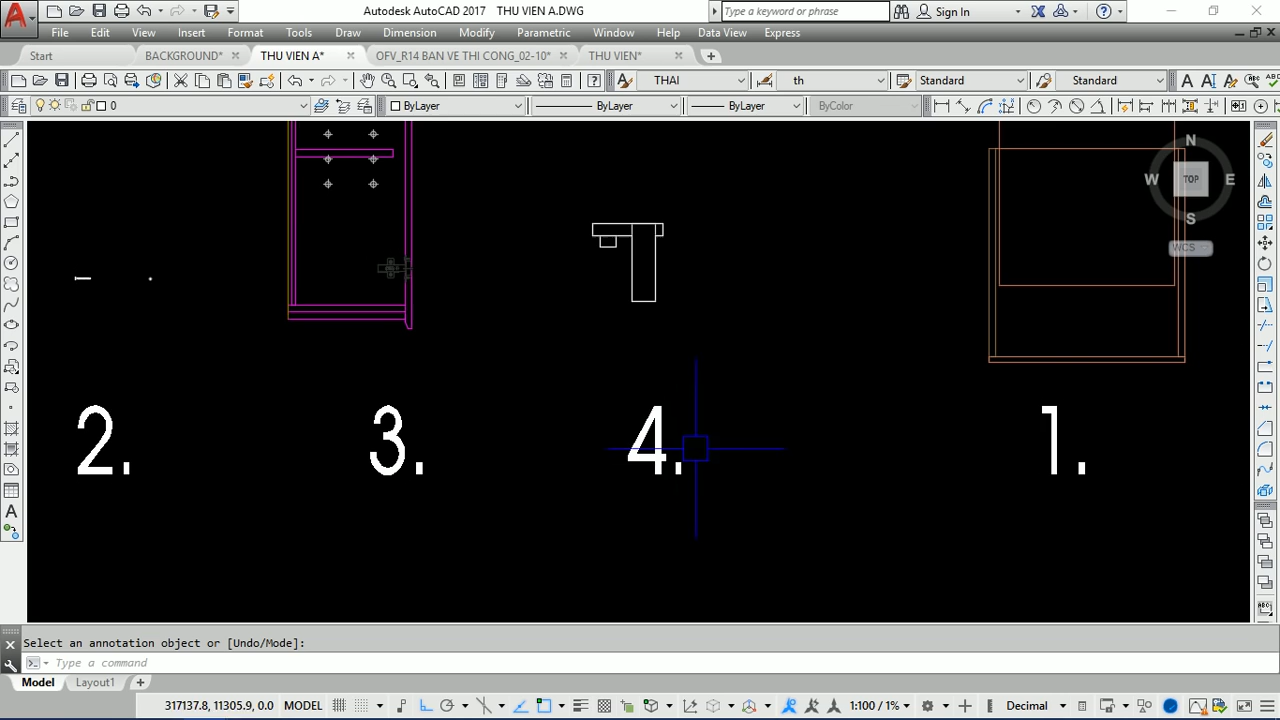 Autodesk AutoCAD 2017   THU VIEN A.DWG
Type a keyword or phrase
Sign In
File Edit View Insert Format Tools Draw Dimension Modify Parametric Window Help Data View Express
Start BACKGROUND* THU VIEN A* OFV_R14 BAN VE THI CONG_02-10* THU VIEN*
THAI th Standard Standard
0 ByLayer ByLayer ByLayer ByColor
N
W TOP E
S
WCS
2. 3. 4. 1.
Select an annotation object or [Undo/Mode]:
Type a command
Model Layout1
317137.8, 11305.9, 0.0 MODEL 1:100 / 1% Decimal